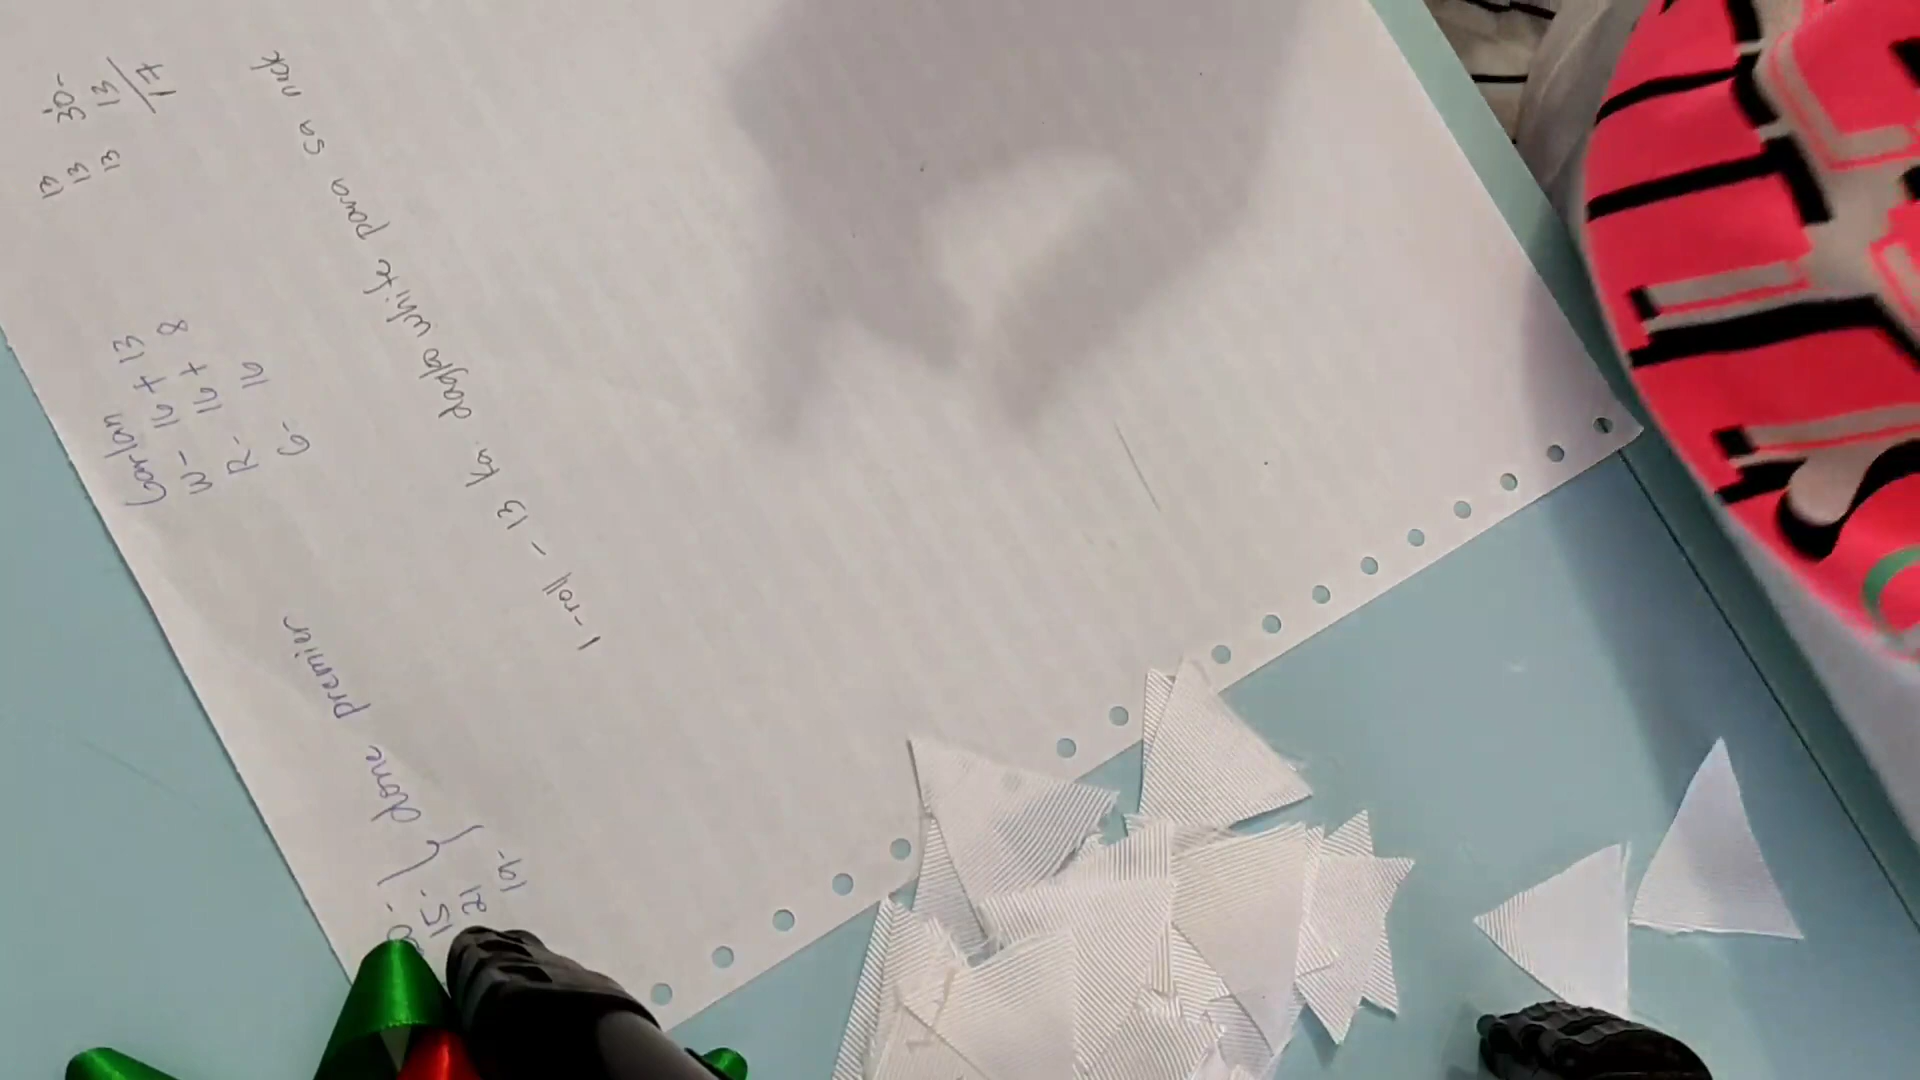 13
13
13
30-
13
17
Garlan
W- 16 + 13
R- 16 + 8
G- 16
1-roll - 13 ka. dagpa white para sa neck
done premier
15-
21
19-